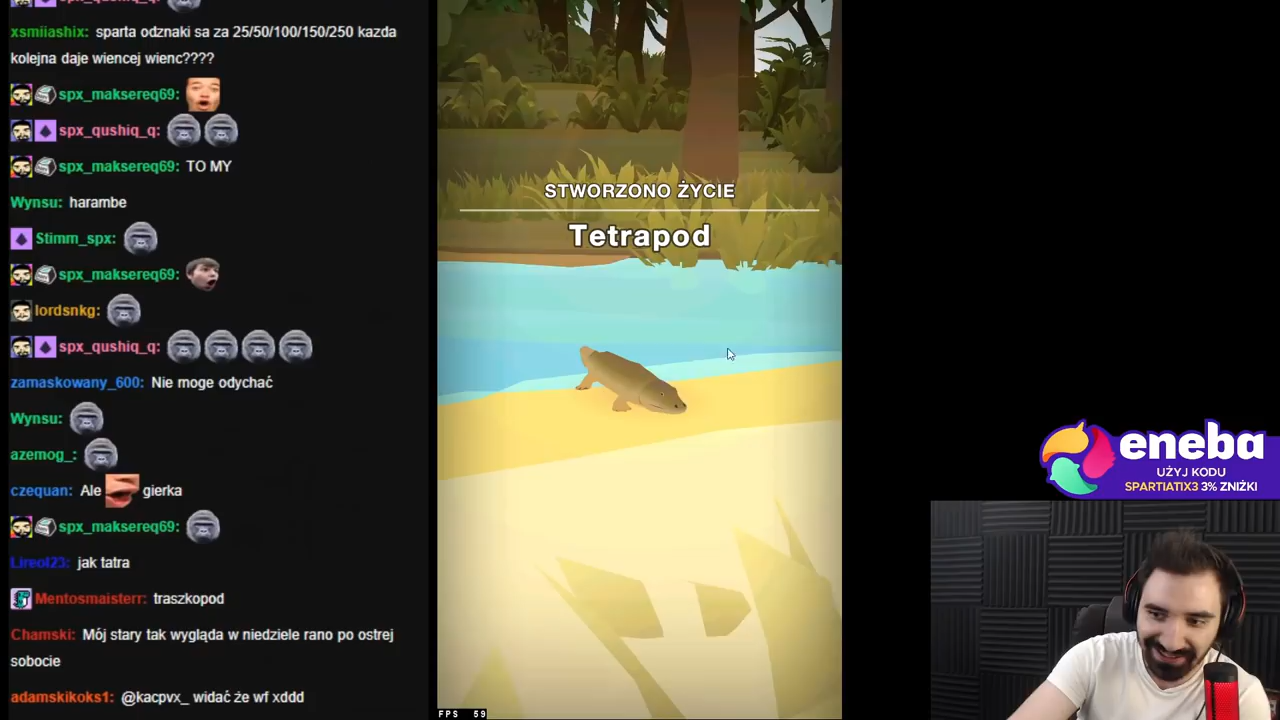 xsmiiashix: sparta odznaki sa za 25/50/100/150/250 kazda
kolejna daje wiencej wienc????
spx_maksereq69:
spx_qushiq_q:
spx_maksereq69: TO MY
Wynsu: harambe
Stimm_spx:
spx_maksereq69:
lordsnkg:
spx_qushiq_q:
zamaskowany_600: Nie moge odychać
Wynsu:
azemog_:
czequan: Ale gierka
spx_maksereq69:
Lireol23: jak tatra
Mentosmaisterr: traszkopod
Chamski: Mój stary tak wygląda w niedziele rano po ostrej
sobocie
adamskikoks1: @kacpvx_ widać że wf xddd
STWORZONO ŻYCIE
Tetrapod
FPS 59
eneba
UŻYJ KODU
SPARTIATIX3 3% ZNIŻKI